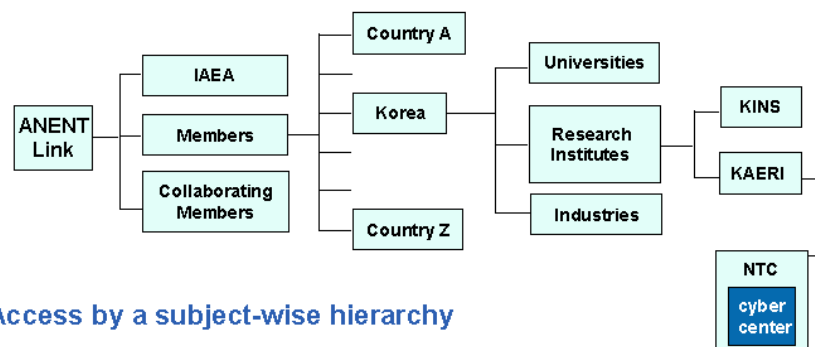 ANENT
Link
IAEA
Members
Collaborating
Members
Country A
Korea
Country Z
Universities
Research
Institutes
Industries
KINS
KAERI
NTC
cyber
center
Access by a subject-wise hierarchy